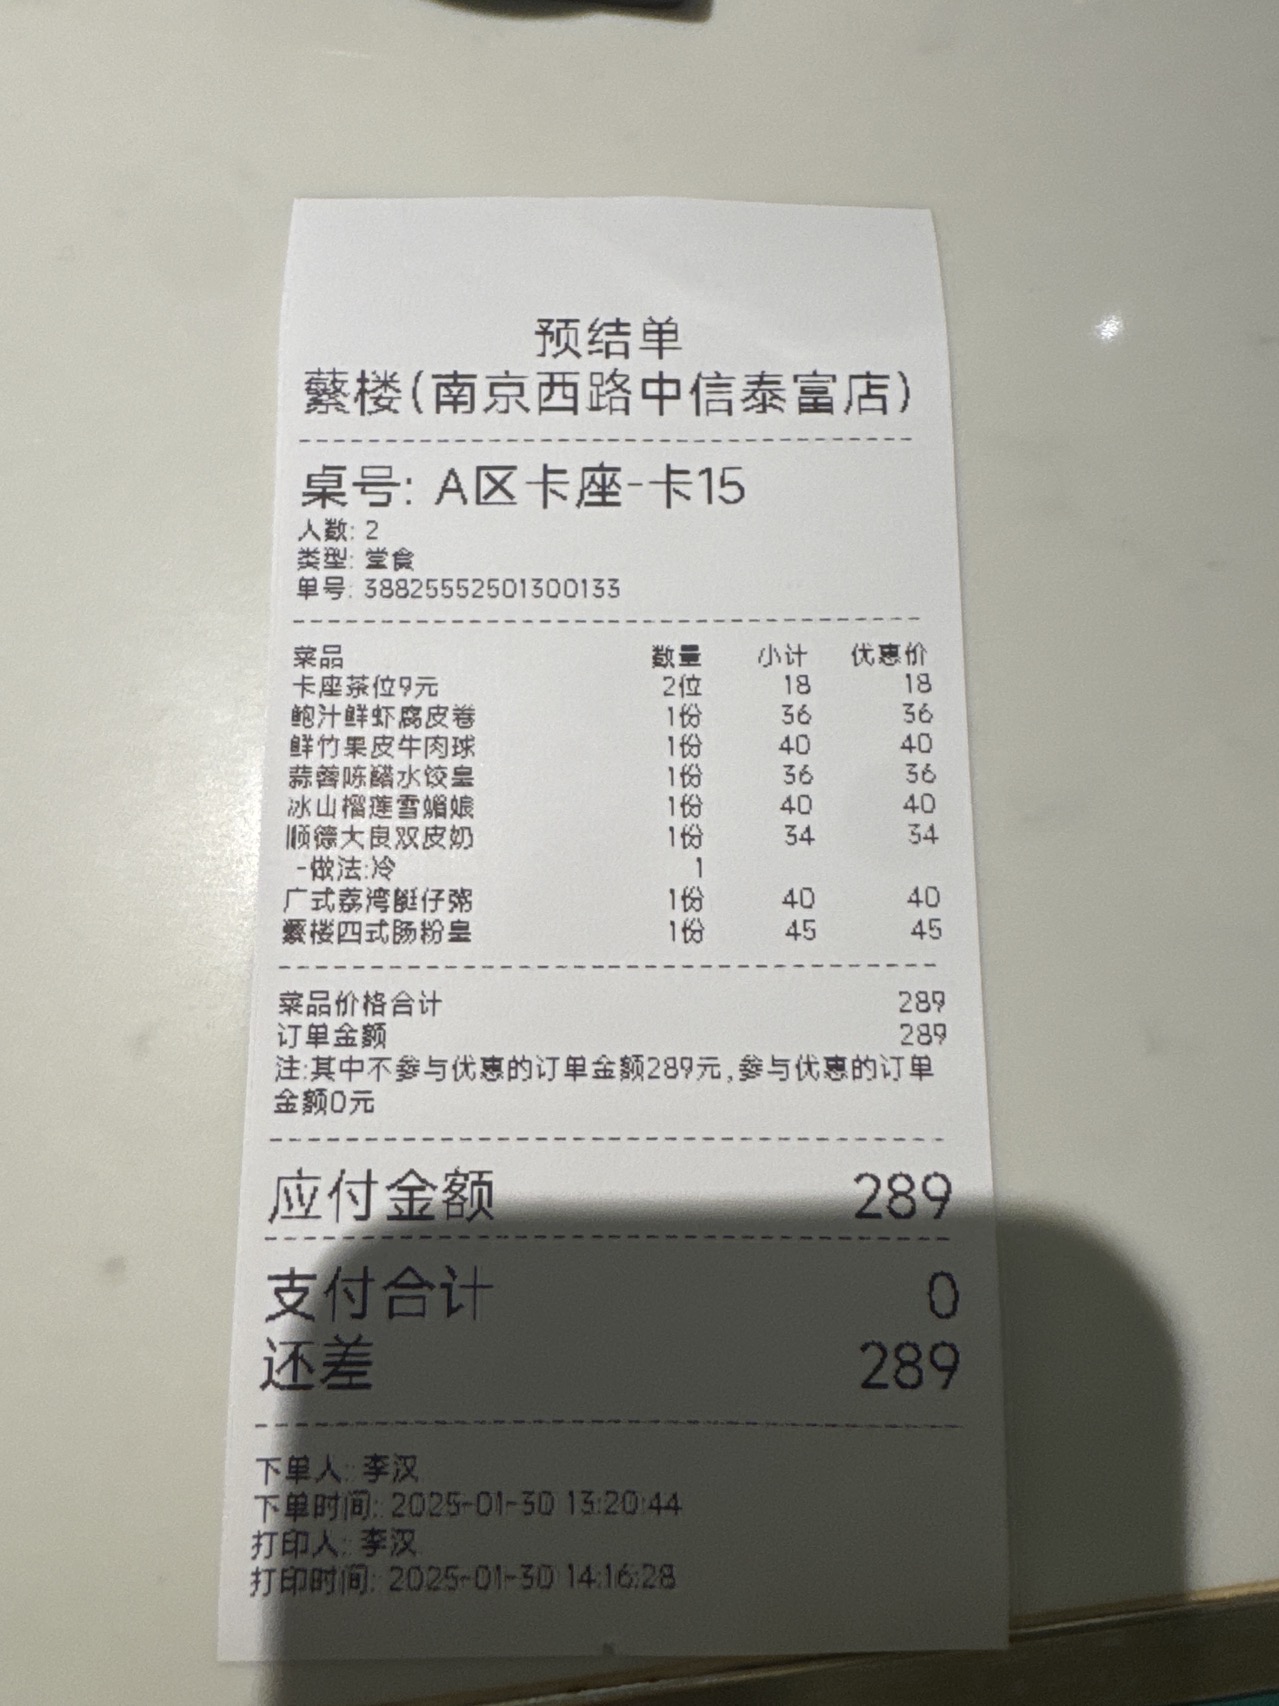 预结单
蘩楼(南京西路中信泰富店)
桌号: A区卡座-卡15
人数: 2
类型: 堂食
单号: 38825552501300133
菜品 数量 小计 优惠价
卡座茶位9元 2位 18 18
鲍汁鲜虾腐皮卷 1份 36 36
鲜竹果皮牛肉球 1份 40 40
蒜蓉陈醋水饺皇 1份 36 36
冰山榴莲雪媚娘 1份 40 40
顺德大良双皮奶 1份 34 34
-做法:冷 1
广式荔湾艇仔粥 1份 40 40
蘩楼四式肠粉皇 1份 45 45
菜品价格合计 289
订单金额 289
注:其中不参与优惠的订单金额289元,参与优惠的订单
金额0元
应付金额 289
支付合计 0
还差 289
下单人: 李汉
下单时间: 2025-01-30 13:20:44
打印人: 李汉
打印时间: 2025-01-30 14:16:28